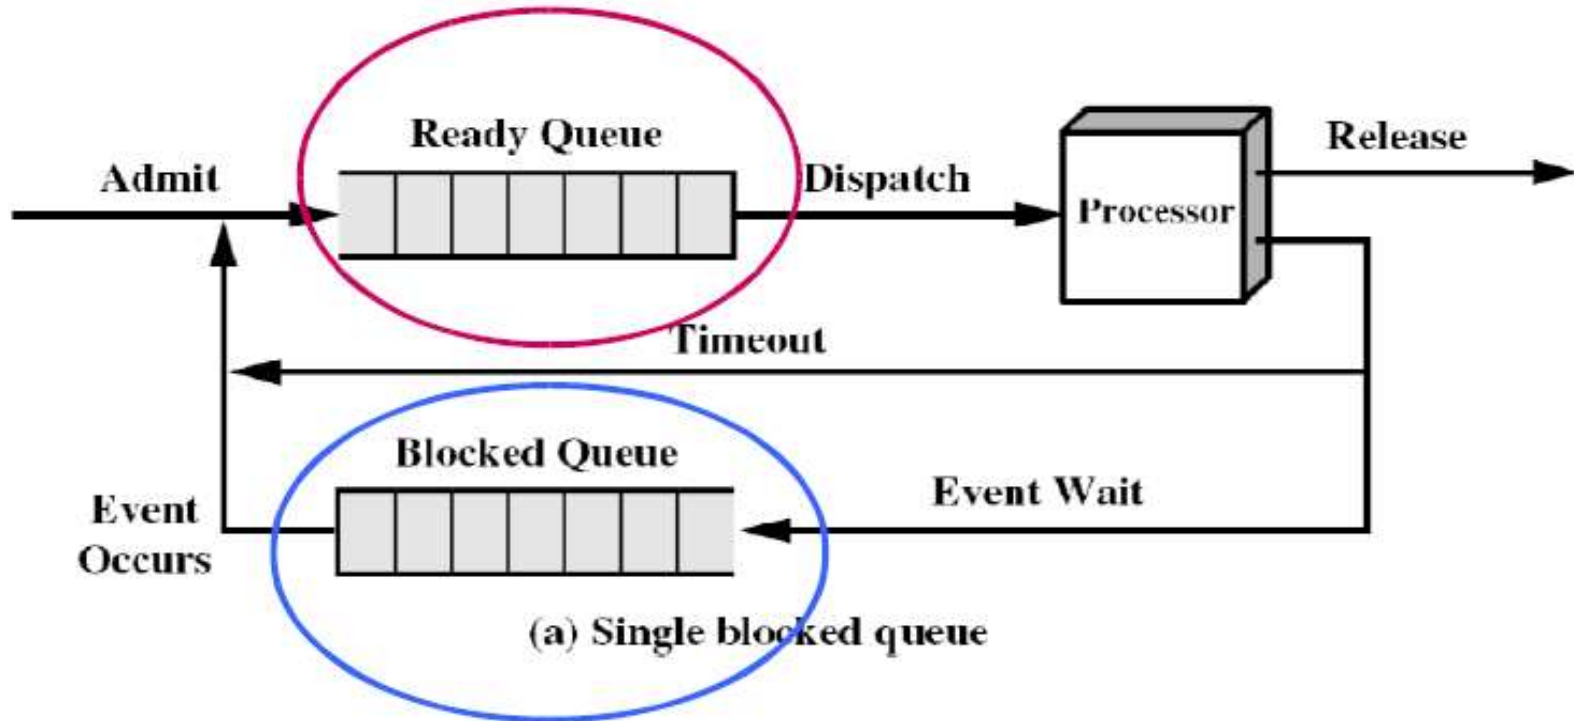 Ready Queue
Admit
Dispatch
Processor
Release
Timeout
Blocked Queue
Event Wait
Event
Occurs
(a) Single blocked queue